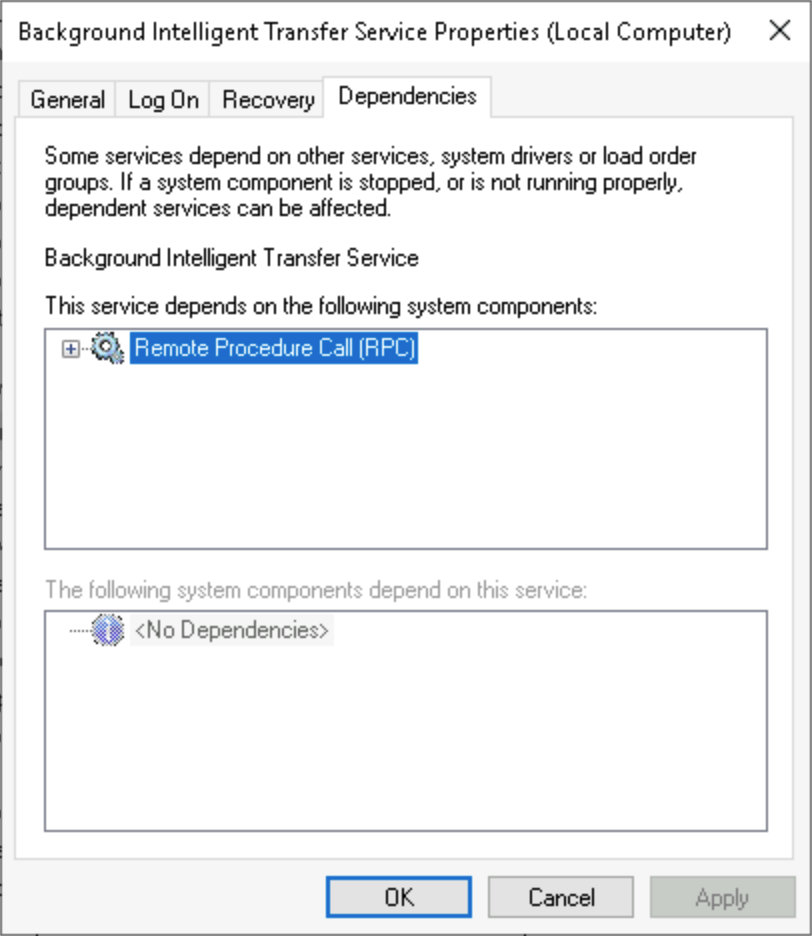 Background Intelligent Transfer Service Properties (Local Computer)
General Log On Recovery Dependencies
Some services depend on other services, system drivers or load order
groups. If a system component is stopped, or is not running properly,
dependent services can be affected.
Background Intelligent Transfer Service
This service depends on the following system components:
Remote Procedure Call (RPC)
The following system components depend on this service:
<No Dependencies>
OK Cancel Apply